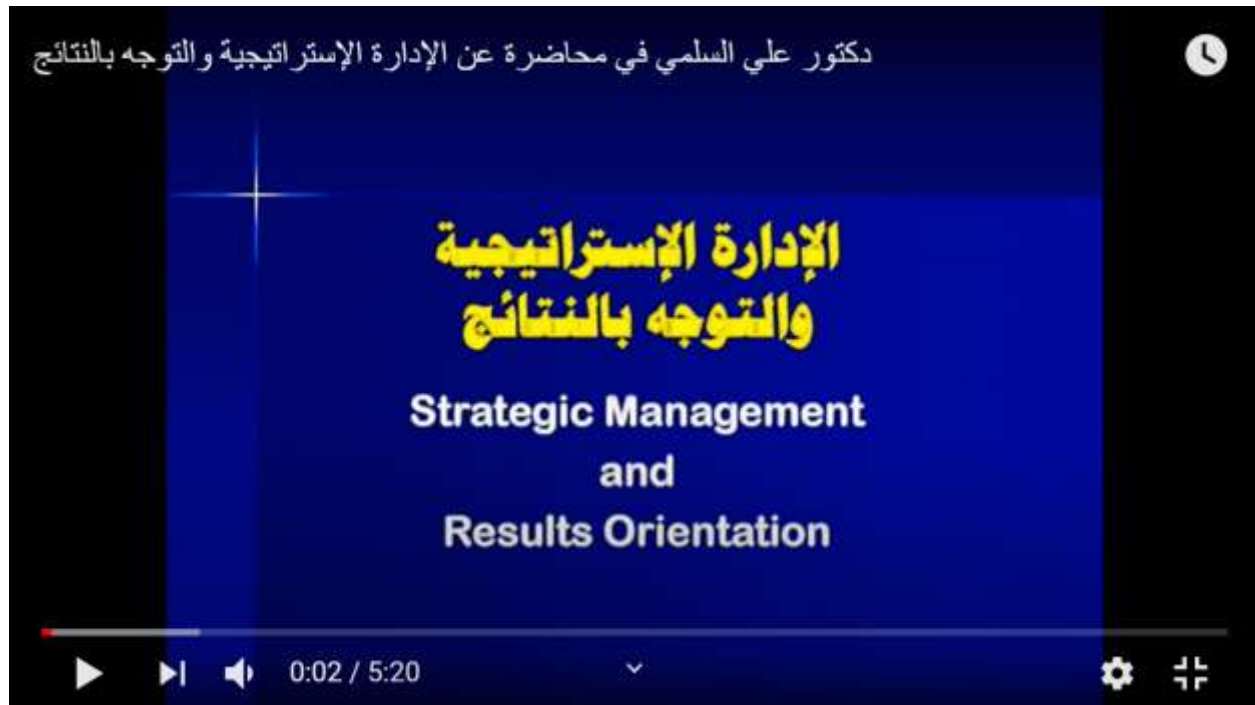 دكتور علي السلمي في محاضرة عن الإدارة الإستراتيجية والتوجه بالنتائج
الإدارة الإستراتيجية
والتوجه بالنتائج
Strategic Management
and
Results Orientation
0:02 / 5:20